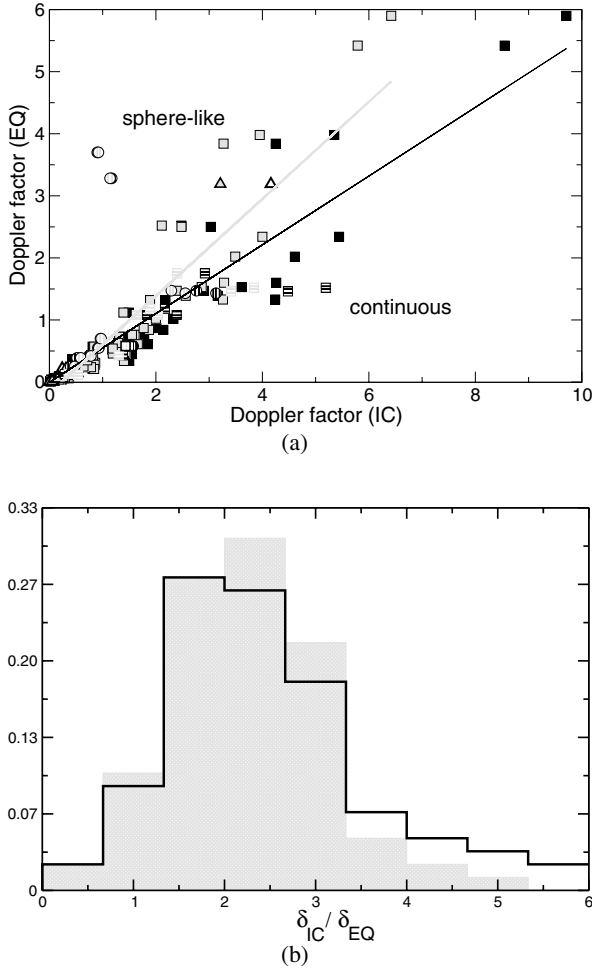 6
5
4
3
2
1
0
Doppler factor (EQ)
sphere-like
continuous
0 2 4 6 8 10
Doppler factor (IC)
(a)
0.33
0.27
0.20
0.13
0.07
0
0 1 2 3 4 5 6
δIC/ δEQ
(b)